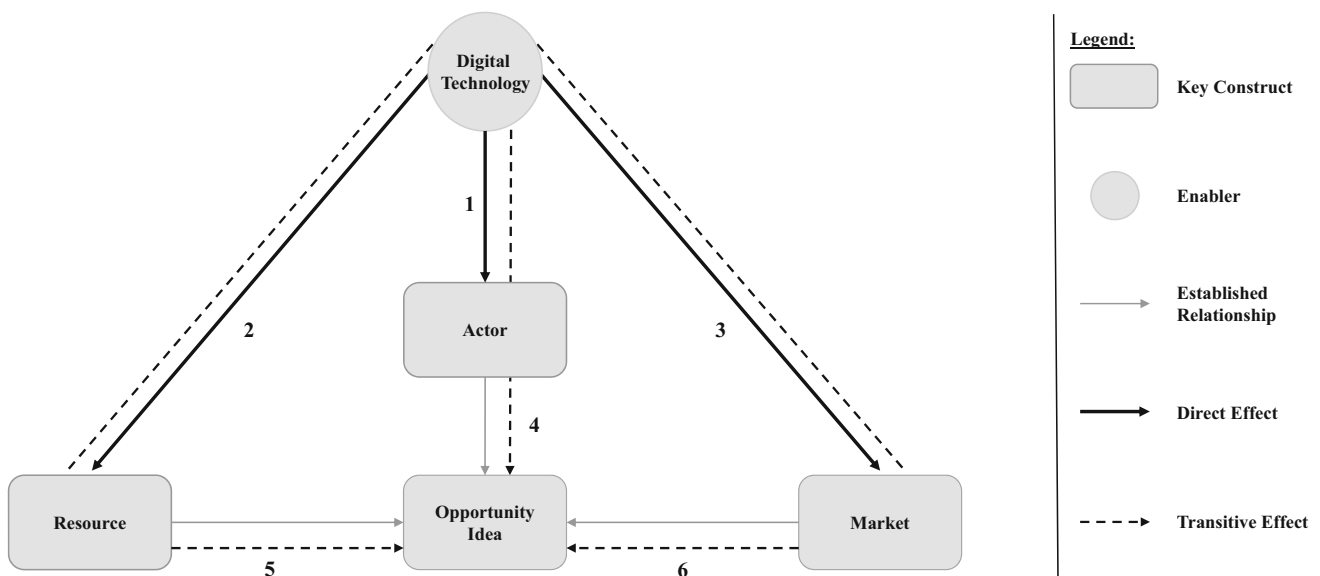 Digital
Technology
1
2
3
Actor
4
Resource
Opportunity
Idea
Market
5
6
Legend:
Key Construct
Enabler
Established
Relationship
Direct Effect
Transitive Effect